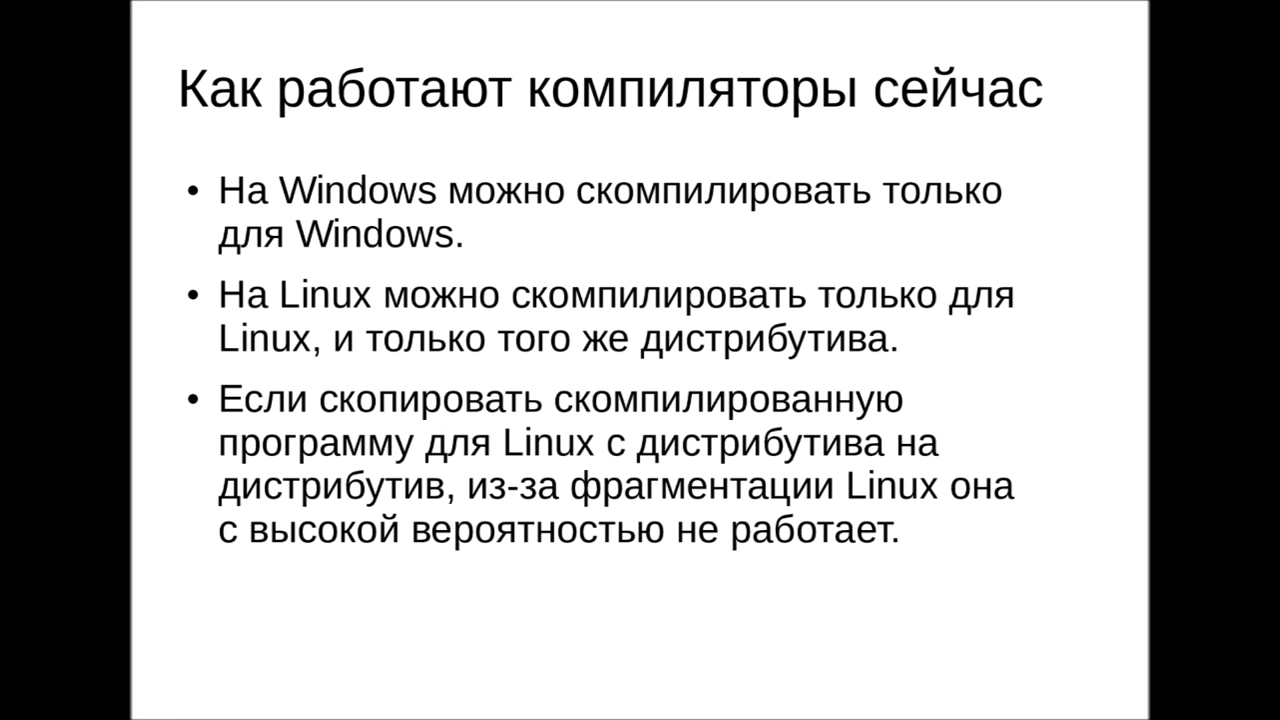 Как работают компиляторы сейчас
• На Windows можно скомпилировать только
для Windows.
• На Linux можно скомпилировать только для
Linux, и только того же дистрибутива.
• Если скопировать скомпилированную
программу для Linux с дистрибутива на
дистрибутив, из-за фрагментации Linux она
с высокой вероятностью не работает.